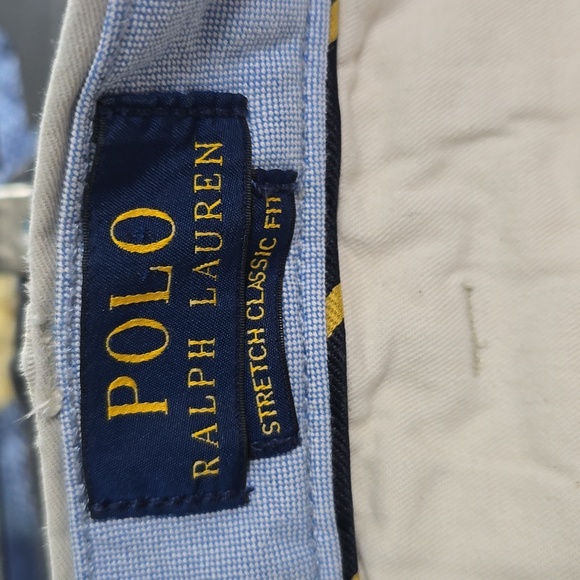 POLO
RALPH LAUREN
STRETCH CLASSIC FIT